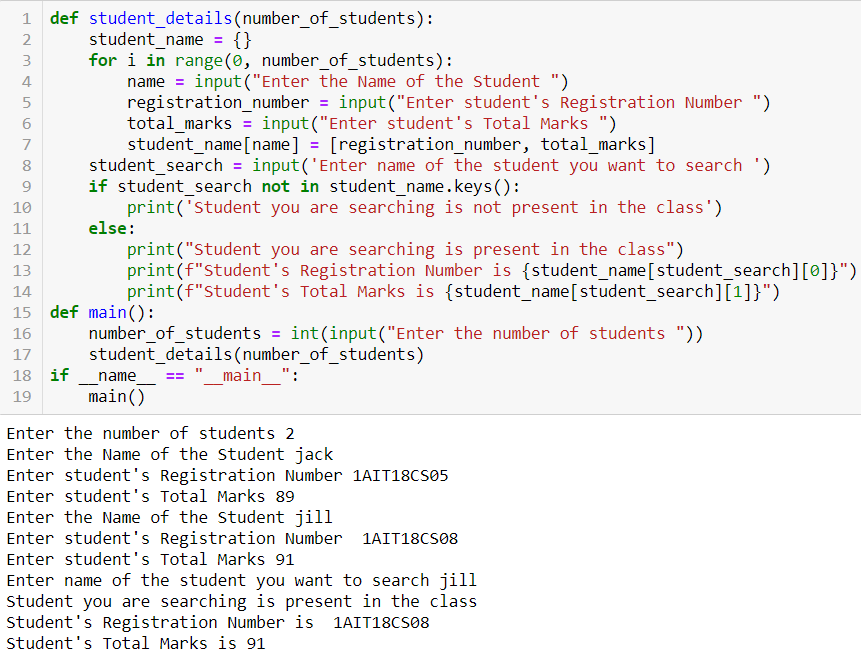 1 def student_details(number_of_students):
2     student_name = {}
3     for i in range(0, number_of_students):
4         name = input("Enter the Name of the Student ")
5         registration_number = input("Enter student's Registration Number ")
6         total_marks = input("Enter student's Total Marks ")
7         student_name[name] = [registration_number, total_marks]
8     student_search = input('Enter name of the student you want to search ')
9     if student_search not in student_name.keys():
10         print('Student you are searching is not present in the class')
11     else:
12         print("Student you are searching is present in the class")
13         print(f"Student's Registration Number is {student_name[student_search][0]}")
14         print(f"Student's Total Marks is {student_name[student_search][1]}")
15 def main():
16     number_of_students = int(input("Enter the number of students "))
17     student_details(number_of_students)
18 if __name__ == "__main__":
19     main()
Enter the number of students 2
Enter the Name of the Student jack
Enter student's Registration Number 1AIT18CS05
Enter student's Total Marks 89
Enter the Name of the Student jill
Enter student's Registration Number  1AIT18CS08
Enter student's Total Marks 91
Enter name of the student you want to search jill
Student you are searching is present in the class
Student's Registration Number is  1AIT18CS08
Student's Total Marks is 91